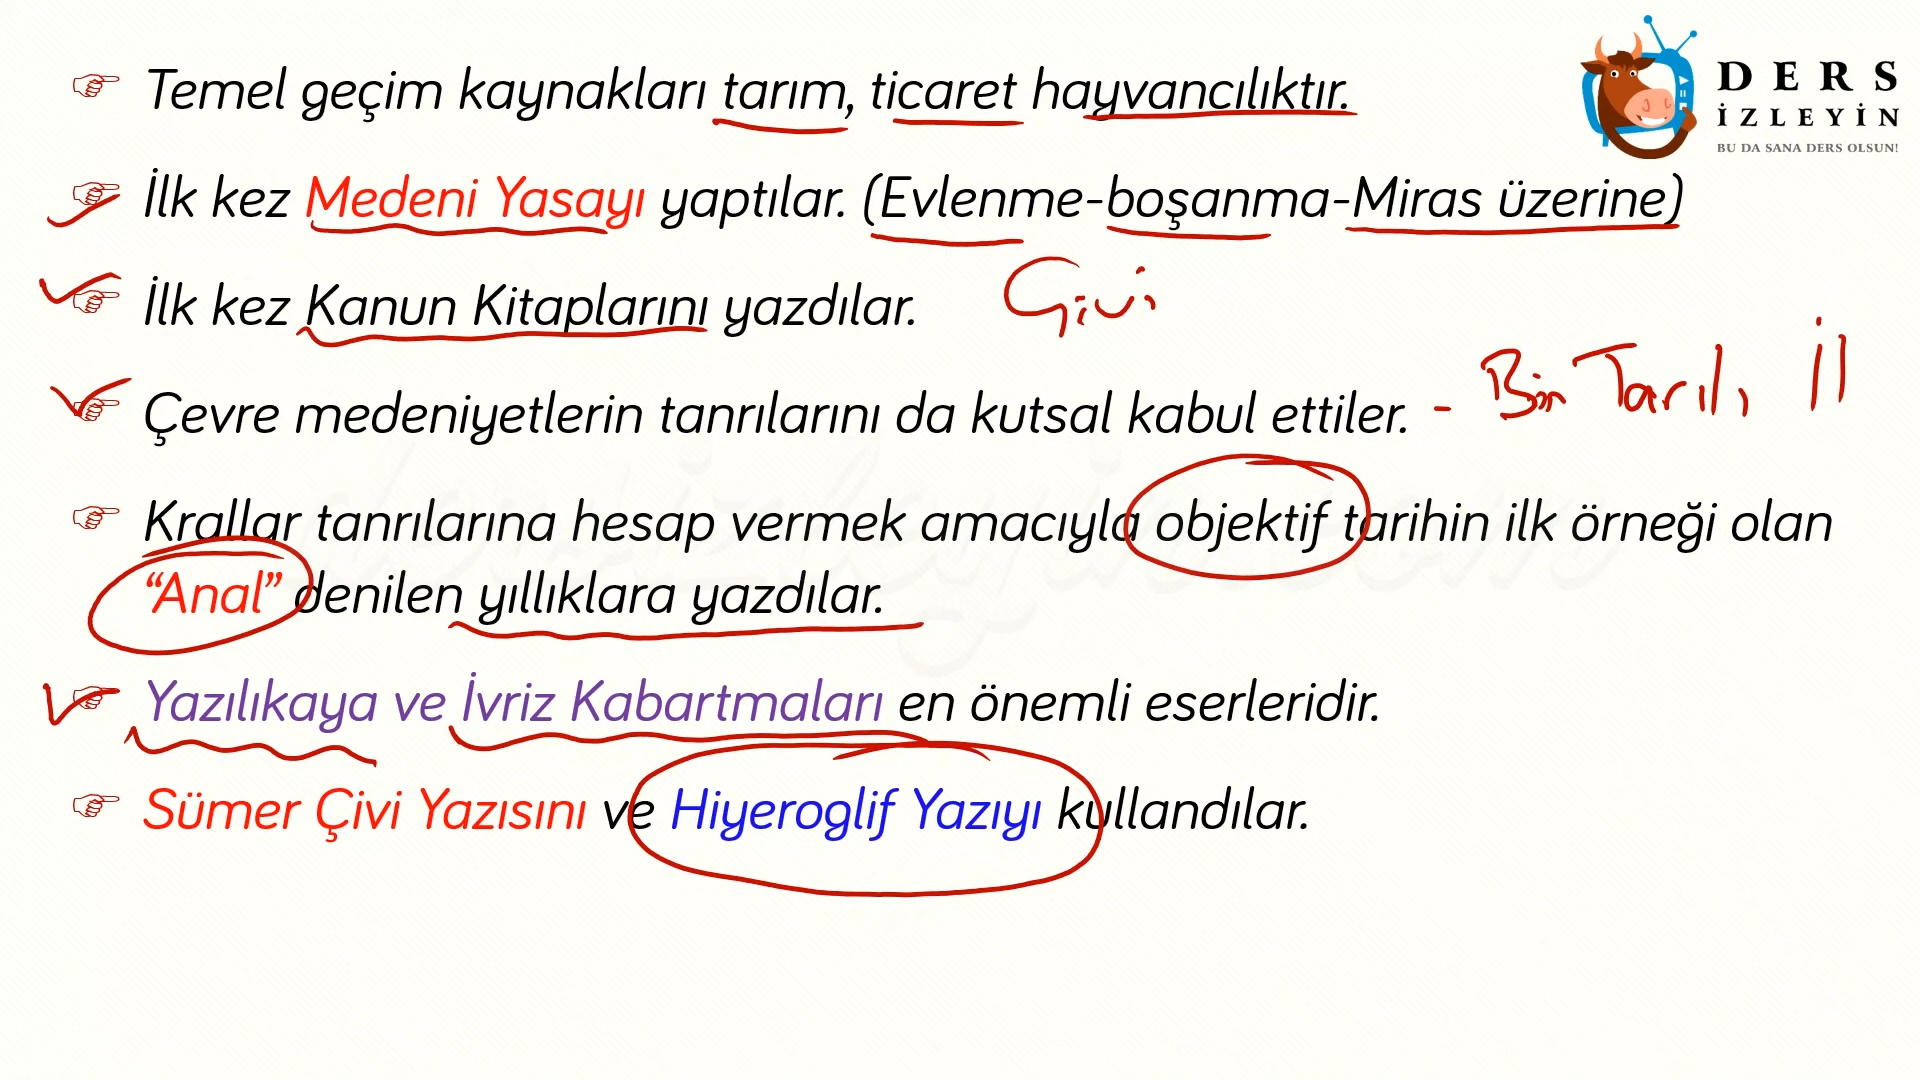 DERS
İZLEYİN
BU DA SANA DERS OLSUN!
Temel geçim kaynakları tarım, ticaret hayvancılıktır.
İlk kez Medeni Yasayı yaptılar. (Evlenme-boşanma-Miras üzerine)
İlk kez Kanun Kitaplarını yazdılar. Çivi
Çevre medeniyetlerin tanrılarını da kutsal kabul ettiler. - Bin Tanrılı İl
Krallar tanrılarına hesap vermek amacıyla objektif tarihin ilk örneği olan
“Anal” denilen yıllıklara yazdılar.
Yazılıkaya ve İvriz Kabartmaları en önemli eserleridir.
Sümer Çivi Yazısını ve Hiyeroglif Yazıyı kullandılar.